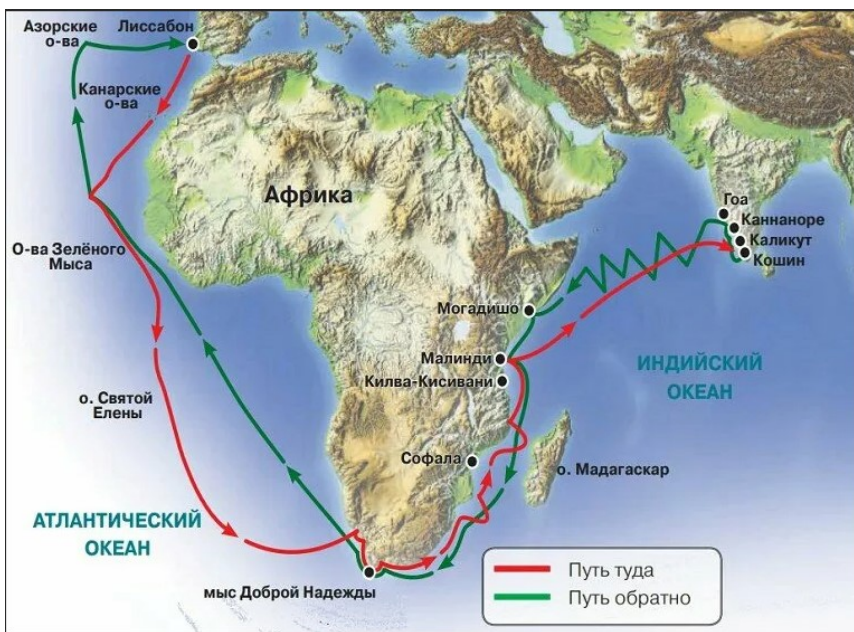 Азорские
о-ва
Лиссабон
Канарские
о-ва
Африка
Гоа
Каннаноре
Каликут
Кошин
О-ва Зелёного
Мыса
Могадишо
Малинди
Килва-Кисивани
ИНДИЙСКИЙ
ОКЕАН
о. Святой
Елены
Софала
о. Мадагаскар
АТЛАНТИЧЕСКИЙ
ОКЕАН
мыс Доброй Надежды
Путь туда
Путь обратно